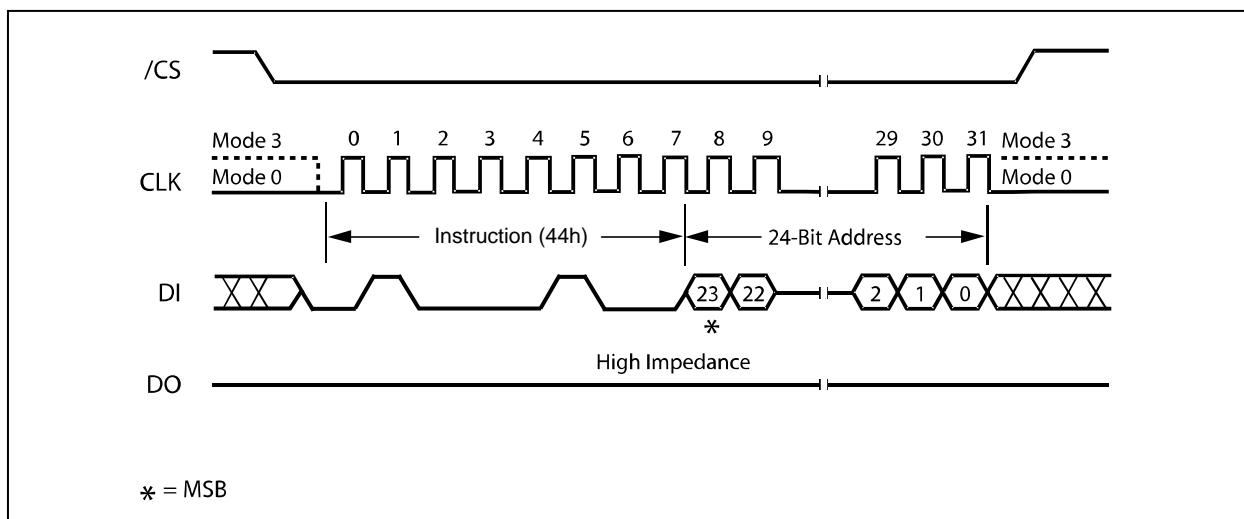 /CS
Mode 3 0 1 2 3 4 5 6 7 8 9 29 30 31 Mode 3
CLK Mode 0 Mode 0
Instruction (44h) 24-Bit Address
DI 23 22 2 1 0
*
High Impedance
DO
* = MSB